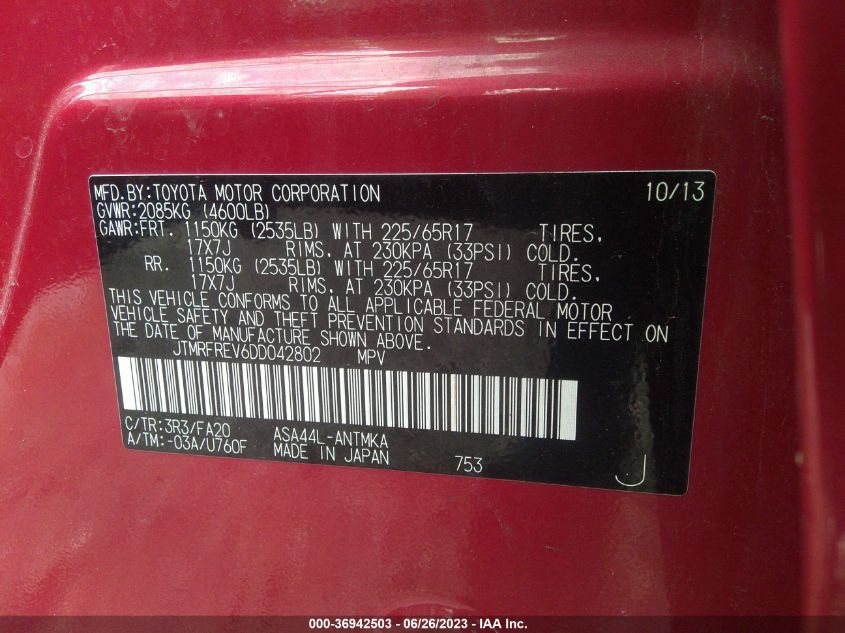 MFD.BY:TOYOTA MOTOR CORPORATION 10/13
GVWR:2085KG (4600LB)
GAWR:FRT. 1150KG (2535LB) WITH 225/65R17 TIRES,
17X7J RIMS, AT 230KPA (33PSI) COLD.
RR. 1150KG (2535LB) WITH 225/65R17 TIRES,
17X7J RIMS, AT 230KPA (33PSI) COLD.
THIS VEHICLE CONFORMS TO ALL APPLICABLE FEDERAL MOTOR
VEHICLE SAFETY AND THEFT PREVENTION STANDARDS IN EFFECT ON
THE DATE OF MANUFACTURE SHOWN ABOVE.
JTMRFREV6DD042802 MPV
C/TR:3R3/FA20 ASA44L-ANTMKA
A/TM:-03A/U760F MADE IN JAPAN 753 J
000-36942503 - 06/26/2023 - IAA Inc.